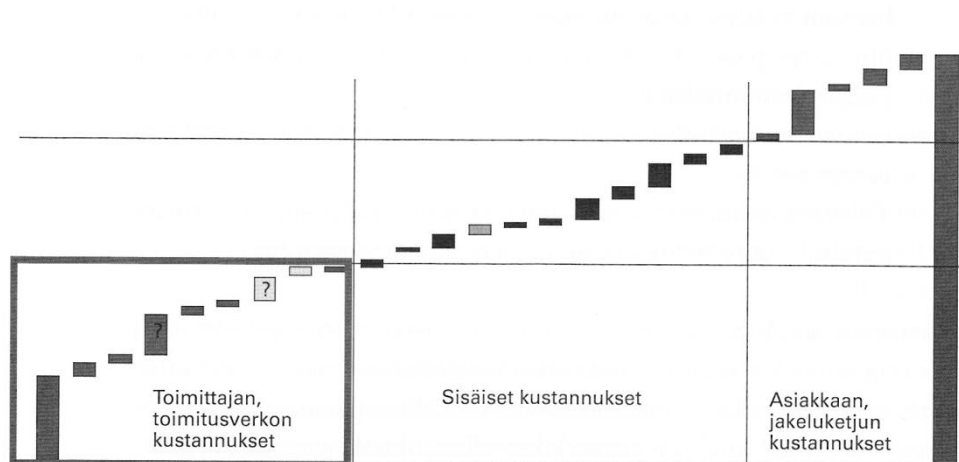 ?
?
Toimittajan,
toimitusverkon
kustannukset
Sisäiset kustannukset
Asiakkaan,
jakeluketjun
kustannukset